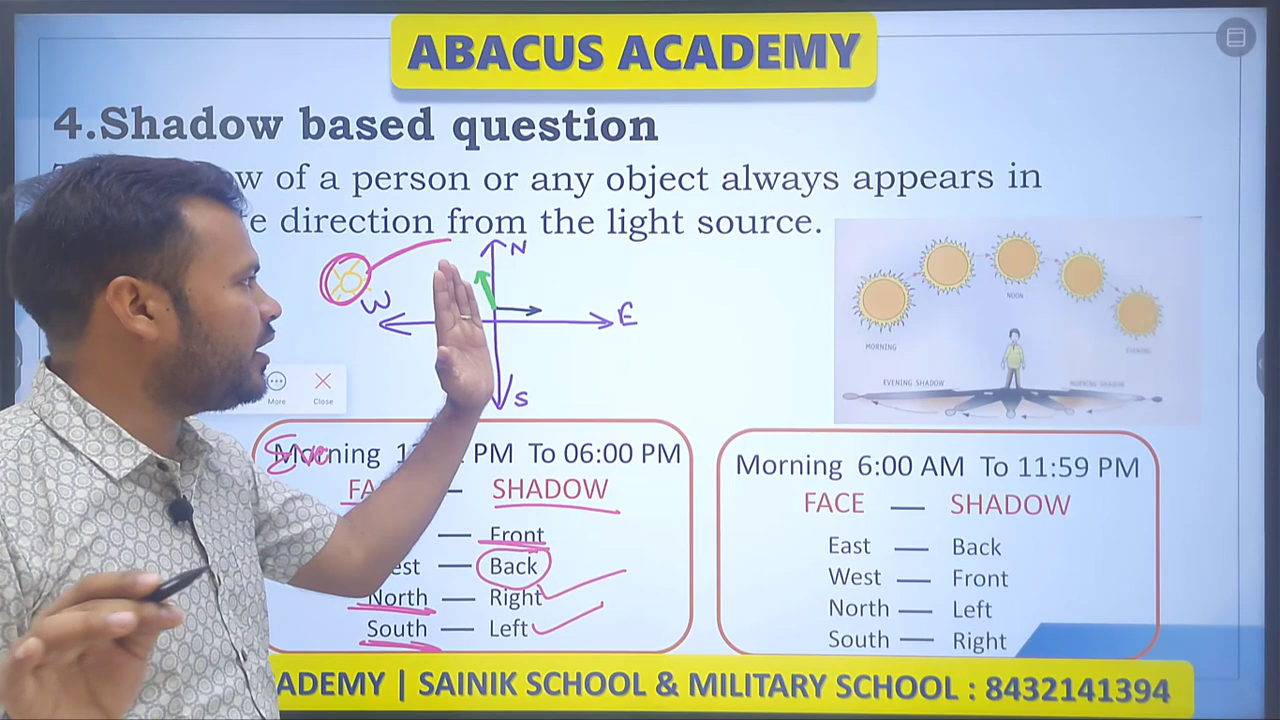 ABACUS ACADEMY
4.Shadow based question
of a person or any object always appears in
direction from the light source.
N
W
E
S
NOON
MORNING
EVENING
EVENING SHADOW
MORNING SHADOW
More
Close
Eve
Morning PM To 06:00 PM
SHADOW
— Front
— Back
North — Right
South — Left
Morning 6:00 AM To 11:59 PM
FACE — SHADOW
East — Back
West — Front
North — Left
South — Right
ADEMY | SAINIK SCHOOL & MILITARY SCHOOL : 8432141394